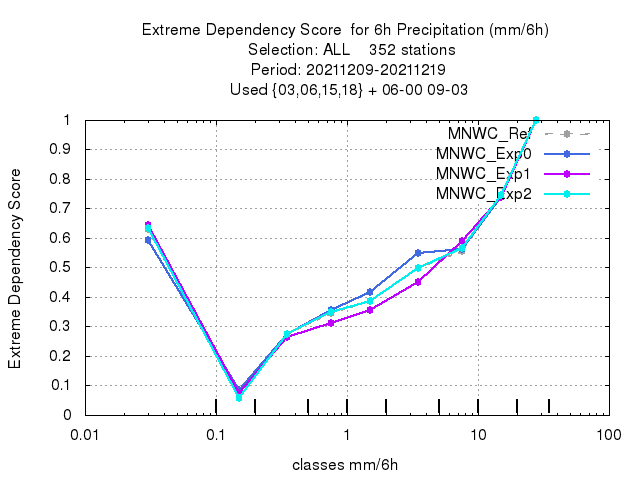 Extreme Dependency Score  for 6h Precipitation (mm/6h)
Selection: ALL    352 stations
Period: 20211209-20211219
Used {03,06,15,18} + 06-00 09-03
Extreme Dependency Score
1
0.9
0.8
0.7
0.6
0.5
0.4
0.3
0.2
0.1
0
MNWC_Ref
MNWC_Exp0
MNWC_Exp1
MNWC_Exp2
0.01 0.1 1 10 100
classes mm/6h